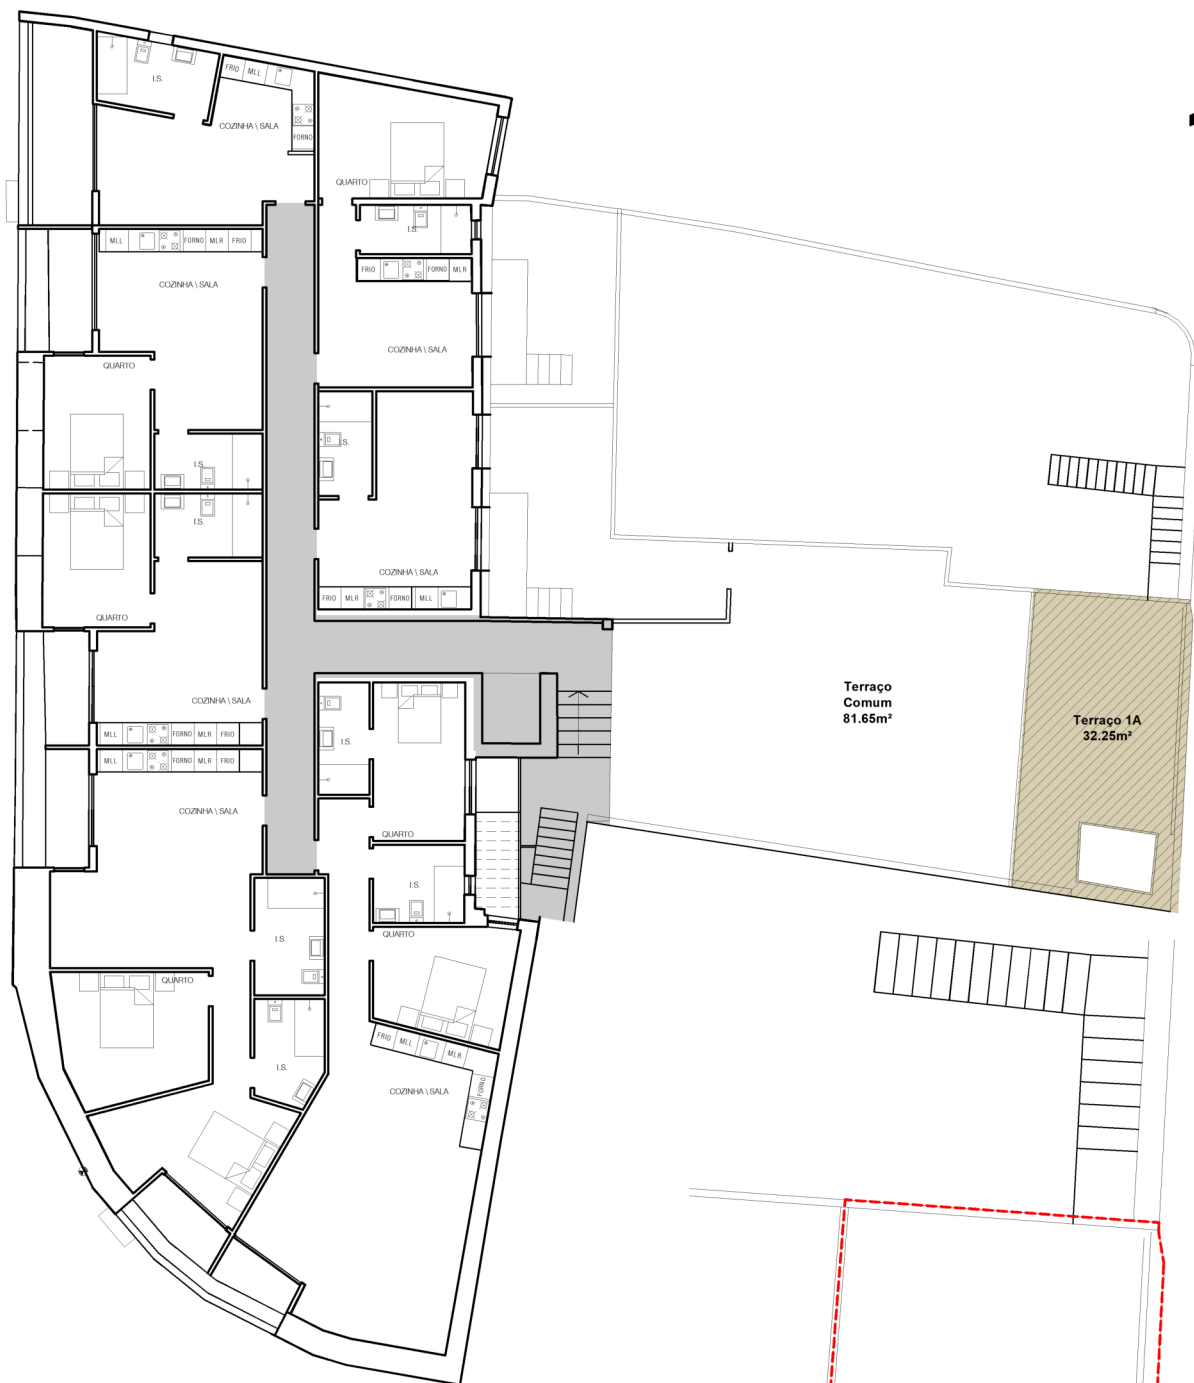 I.S.
FRIO
MLL
COZINHA \ SALA
FORNO
QUARTO
I.S.
MLL
FORNO
MLR
FRIO
FRIO
FORNO
MLR
COZINHA \ SALA
COZINHA \ SALA
QUARTO
I.S.
I.S.
I.S.
COZINHA \ SALA
FRIO
MLR
FORNO
MLL
QUARTO
COZINHA \ SALA
MLL
FORNO
MLR
FRIO
MLL
FORNO
MLR
FRIO
I.S.
COZINHA \ SALA
QUARTO
I.S.
QUARTO
I.S.
QUARTO
I.S.
FRIO
MLL
MLR
FORNO
COZINHA \ SALA
Terraço
Comum
81.65m²
Terraço 1A
32.25m²